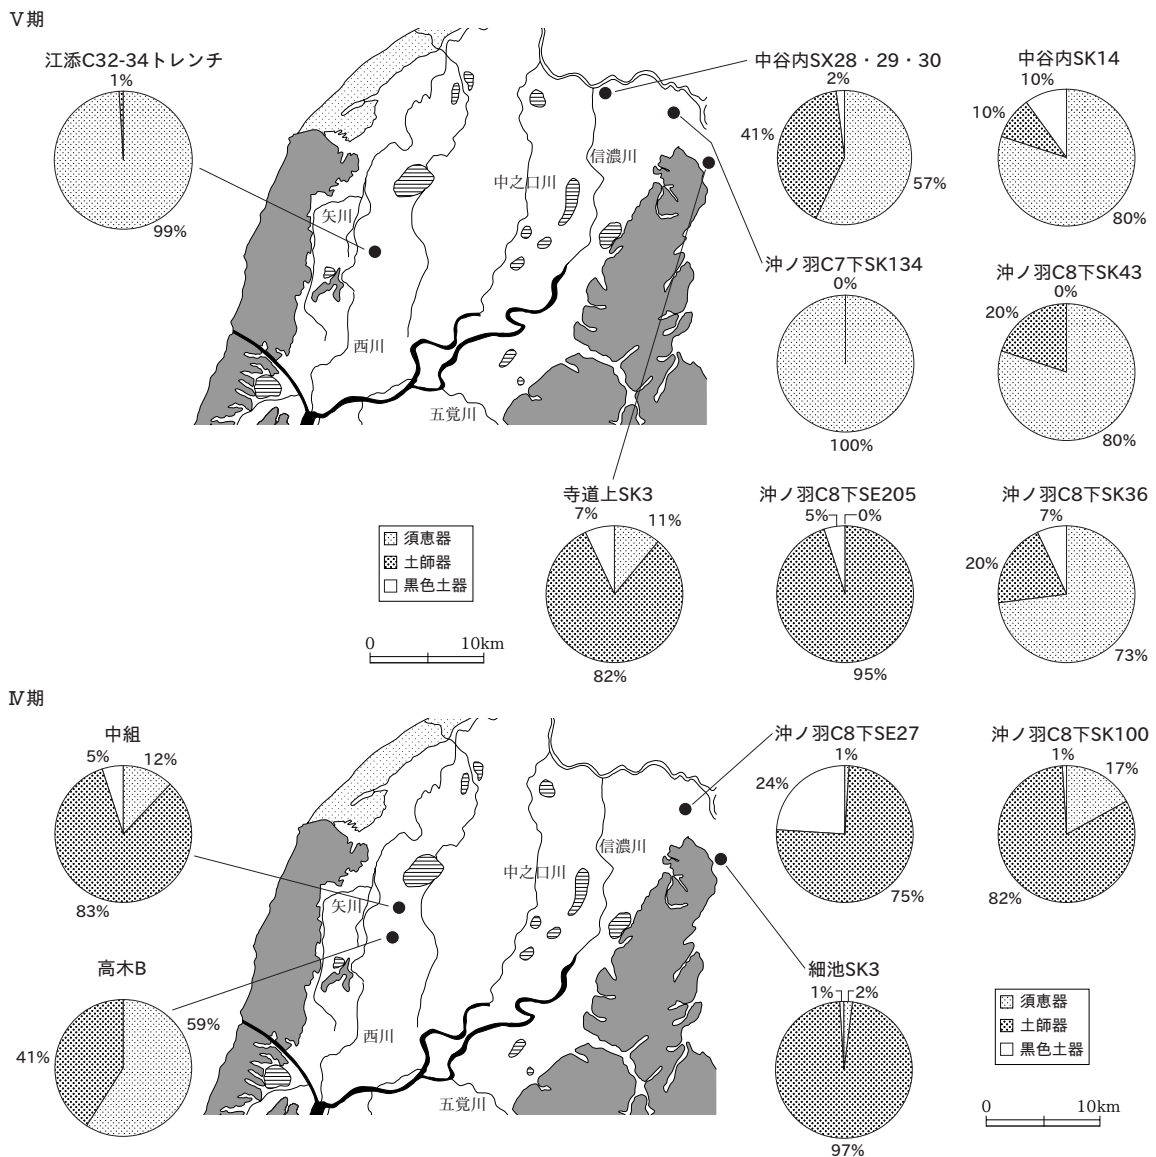 Ⅴ期
江添C32-34トレンチ
1%
99%
中谷内SX28・29・30
2%
41%
57%
中谷内SK14
10%
10%
80%
信濃川
中之口川
矢川
西川
五覚川
沖ノ羽C7下SK134
0%
100%
沖ノ羽C8下SK43
0%
20%
80%
寺道上SK3
7%
11%
82%
沖ノ羽C8下SE205
5%
0%
95%
沖ノ羽C8下SK36
7%
20%
73%
須恵器
土師器
黒色土器
0 10km
Ⅳ期
中組
5%
12%
83%
高木B
59%
41%
信濃川
中之口川
矢川
西川
五覚川
沖ノ羽C8下SE27
1%
24%
75%
沖ノ羽C8下SK100
1%
17%
82%
細池SK3
1%
2%
97%
須恵器
土師器
黒色土器
0 10km